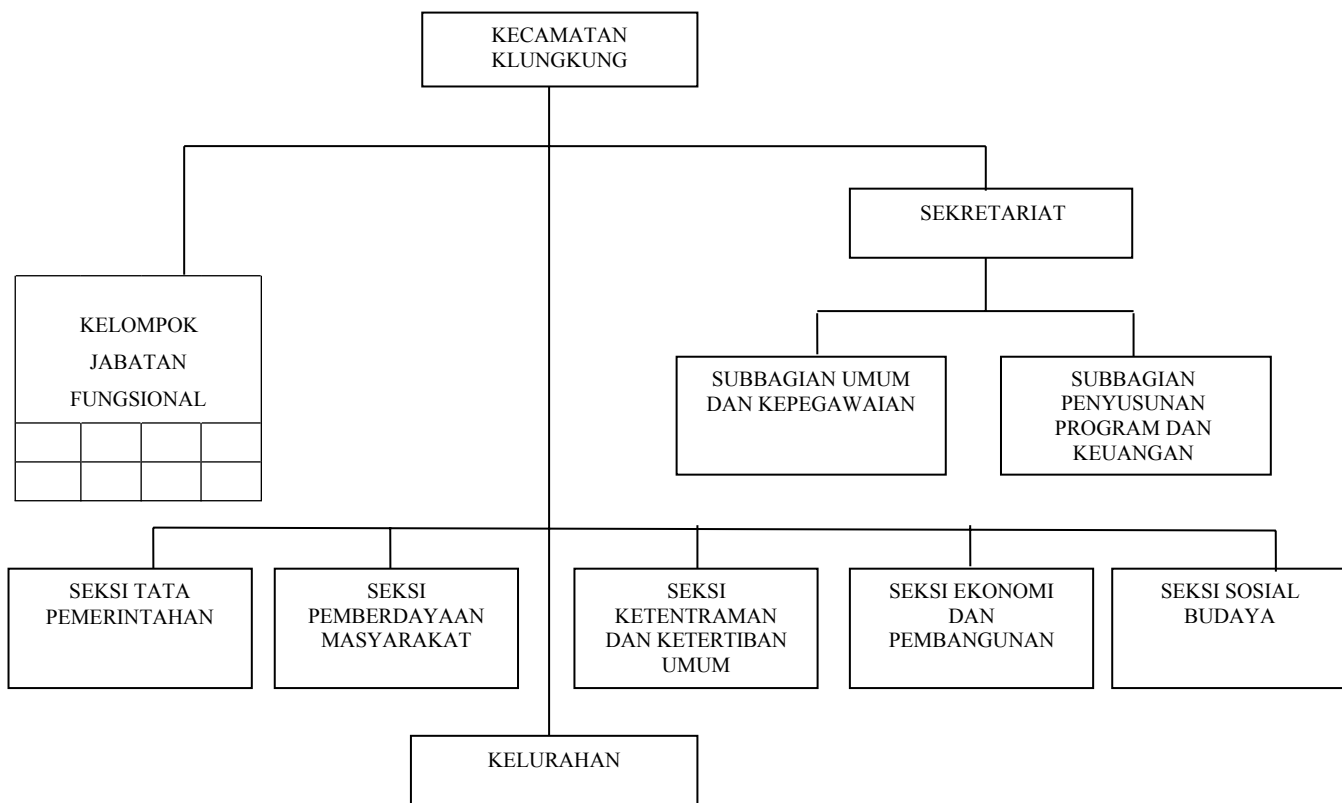 KECAMATAN
KLUNGKUNG
SEKRETARIAT
KELOMPOK
JABATAN
FUNGSIONAL
SUBBAGIAN UMUM
DAN KEPEGAWAIAN
SUBBAGIAN
PENYUSUNAN
PROGRAM DAN
KEUANGAN
SEKSI TATA
PEMERINTAHAN
SEKSI
PEMBERDAYAAN
MASYARAKAT
SEKSI
KETENTRAMAN
DAN KETERTIBAN
UMUM
SEKSI EKONOMI
DAN
PEMBANGUNAN
SEKSI SOSIAL
BUDAYA
KELURAHAN